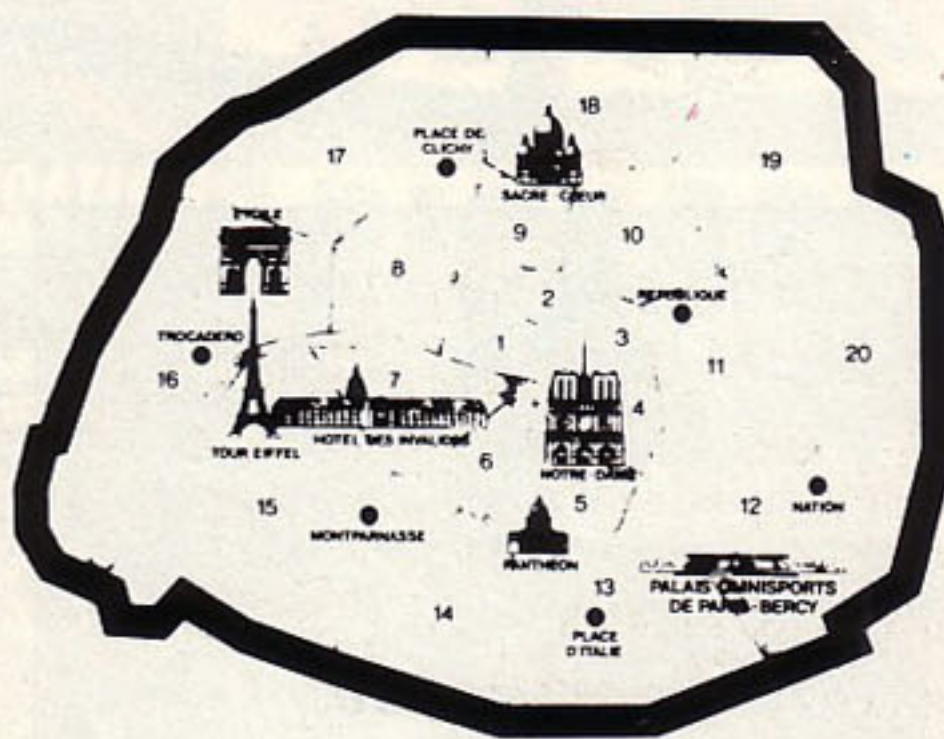 18
PLACE DE
CLICHY
17
19
SACRE CŒUR
ETOILE
9
10
8
2
REPUBLIQUE
TROCADERO
1
3
11
20
16
7
4
HOTEL DES INVALIDES
TOUR EIFFEL
6
NOTRE DAME
15
5
12
NATION
MONTPARNASSE
PANTHEON
PALAIS OMNISPORTS
DE PARIS-BERCY
13
14
PLACE
D'ITALIE